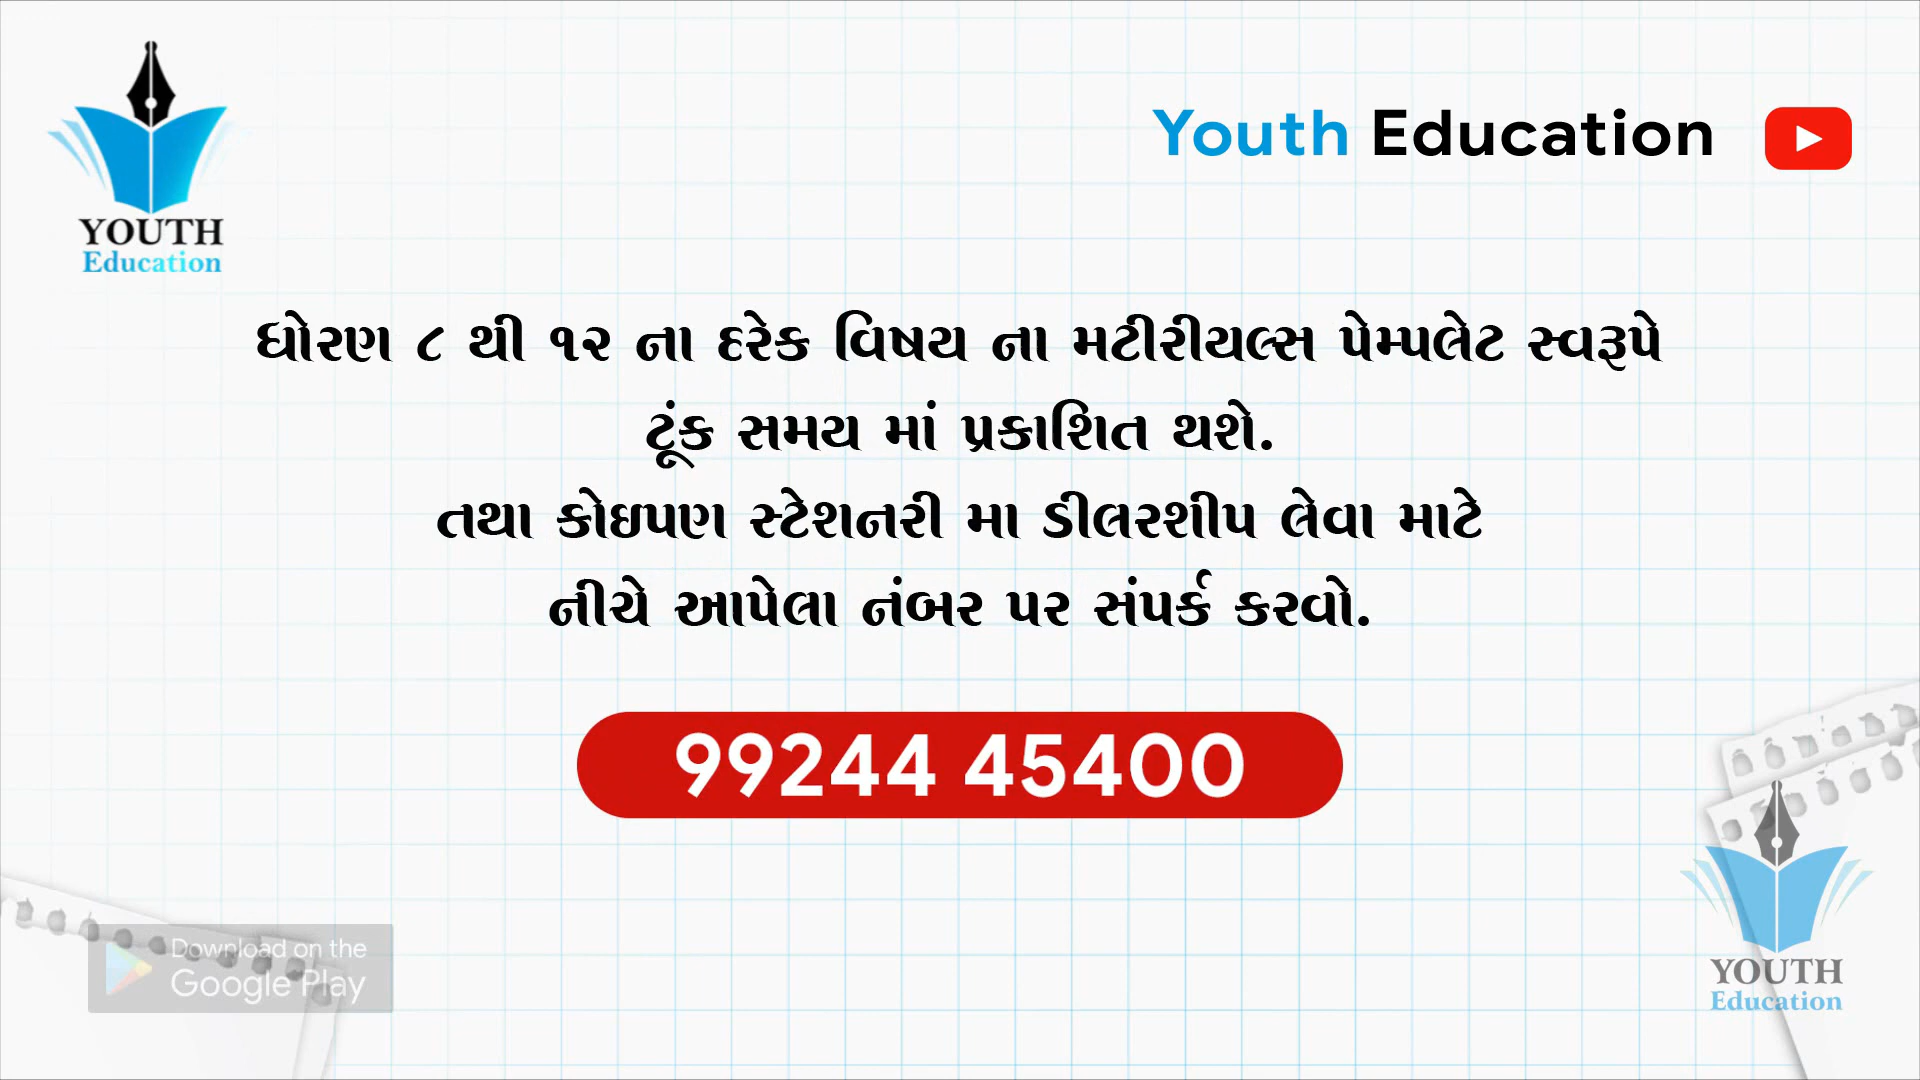 YOUTH
Education
Youth Education
ધોરણ ૮ થી ૧૨ ના દરેક વિષય ના મટીરીયલ્સ પેમ્પલેટ સ્વરૂપે
ટૂંક સમય માં પ્રકાશિત થશે.
તથા કોઇપણ સ્ટેશનરી મા ડીલરશીપ લેવા માટે
નીચે આપેલા નંબર પર સંપર્ક કરવો.
99244 45400
Download on the
Google Play
YOUTH
Education